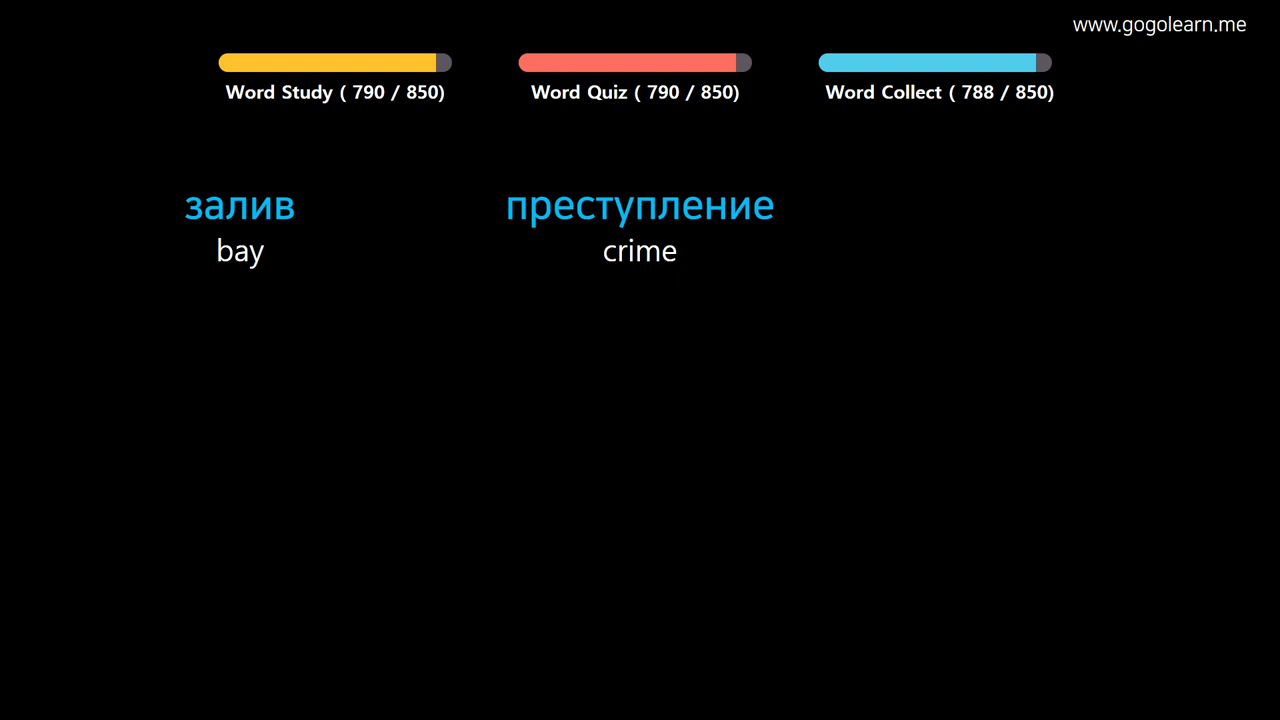 www.gogolearn.me
Word Study ( 790 / 850)
Word Quiz ( 790 / 850)
Word Collect ( 788 / 850)
залив
bay
преступление
crime